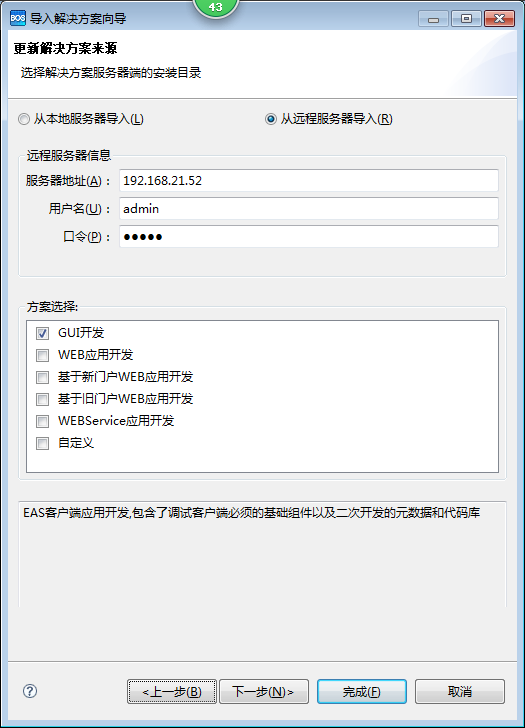 43
BOS 导入解决方案向导
更新解决方案来源
选择解决方案服务器端的安装目录
从本地服务器导入(L) 从远程服务器导入(R)
远程服务器信息
服务器地址(A)： 192.168.21.52
用户名(U)： admin
口令(P)： ●●●●●
方案选择:
GUI开发
WEB应用开发
基于新门户WEB应用开发
基于旧门户WEB应用开发
WEBService应用开发
自定义
EAS客户端应用开发,包含了调试客户端必须的基础组件以及二次开发的元数据和代码库
? <上一步(B) 下一步(N)> 完成(F) 取消